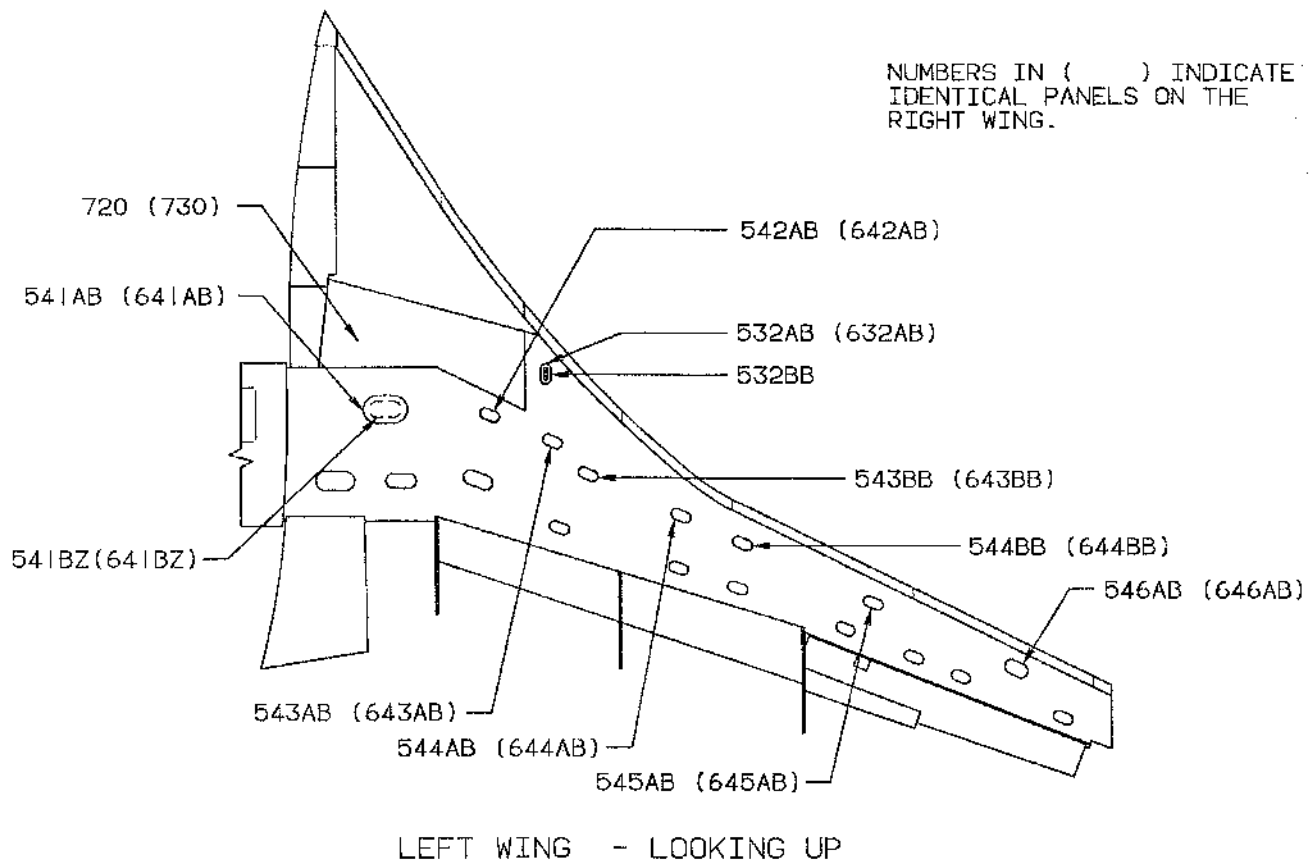 NUMBERS IN ( ) INDICATE
IDENTICAL PANELS ON THE
RIGHT WING.
720 (730)
542AB (642AB)
541AB (641AB)
532AB (632AB)
532BB
543BB (643BB)
541BZ(641BZ)
544BB (644BB)
546AB (646AB)
543AB (643AB)
544AB (644AB)
545AB (645AB)
LEFT WING - LOOKING UP